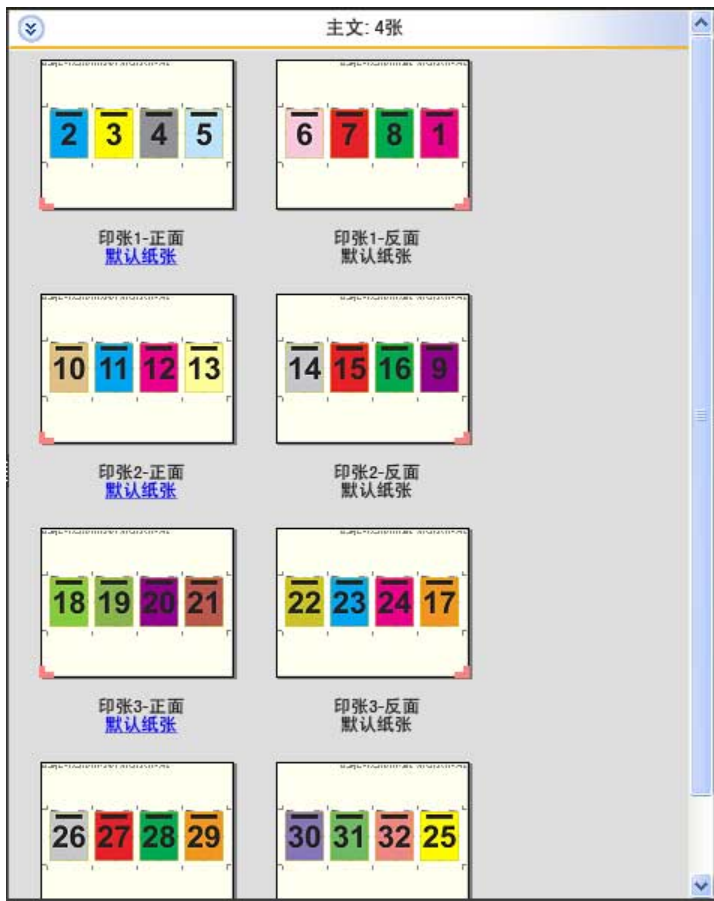 主文: 4张
2 3 4 5
6 7 8 1
印张1-正面
默认纸张
印张1-反面
默认纸张
10 11 12 13
14 15 16 9
印张2-正面
默认纸张
印张2-反面
默认纸张
18 19 20 21
22 23 24 17
印张3-正面
默认纸张
印张3-反面
默认纸张
26 27 28 29
30 31 32 25